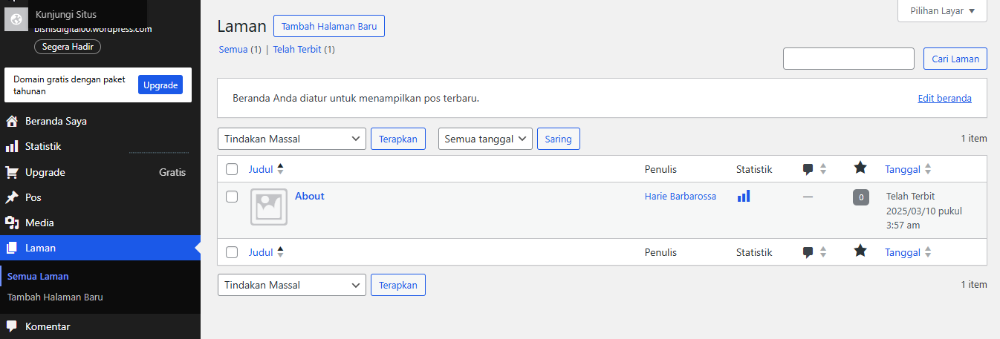 Kunjungi Situs
bisnisdigital00.wordpress.com
Segera Hadir
Domain gratis dengan paket
tahunan
Upgrade
Beranda Saya
Statistik
Upgrade Gratis
Pos
Media
Laman
Semua Laman
Tambah Halaman Baru
Komentar
Pilihan Layar
Laman Tambah Halaman Baru
Semua (1) | Telah Terbit (1)
Cari Laman
Beranda Anda diatur untuk menampilkan pos terbaru. Edit beranda
Tindakan Massal Terapkan Semua tanggal Saring 1 item
Judul Penulis Statistik Tanggal
About Harie Barbarossa — 0 Telah Terbit
2025/03/10 pukul
3:57 am
Judul Penulis Statistik Tanggal
Tindakan Massal Terapkan 1 item